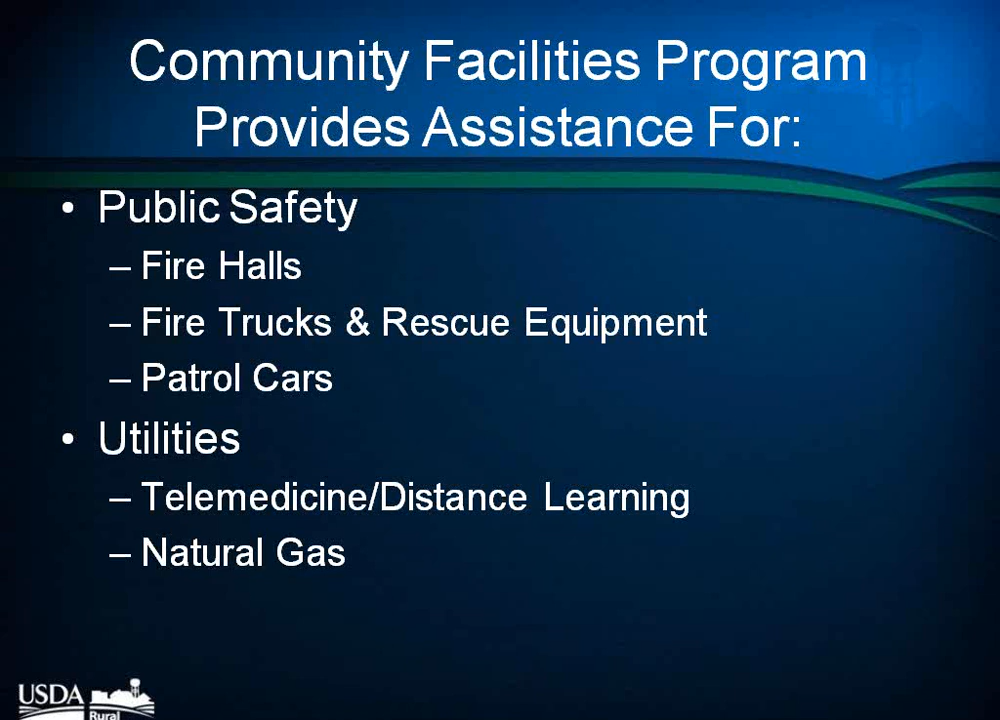 Community Facilities Program
Provides Assistance For:
• Public Safety
– Fire Halls
– Fire Trucks & Rescue Equipment
– Patrol Cars
• Utilities
– Telemedicine/Distance Learning
– Natural Gas
USDA
Rural